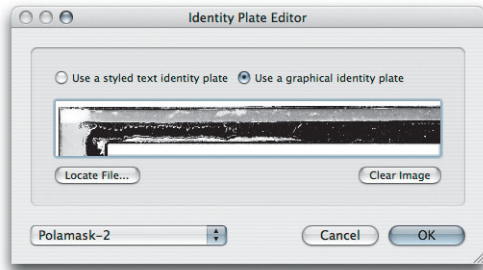 Identity Plate Editor
Use a styled text identity plate Use a graphical identity plate
Locate File... Clear Image
Polamask-2 Cancel OK